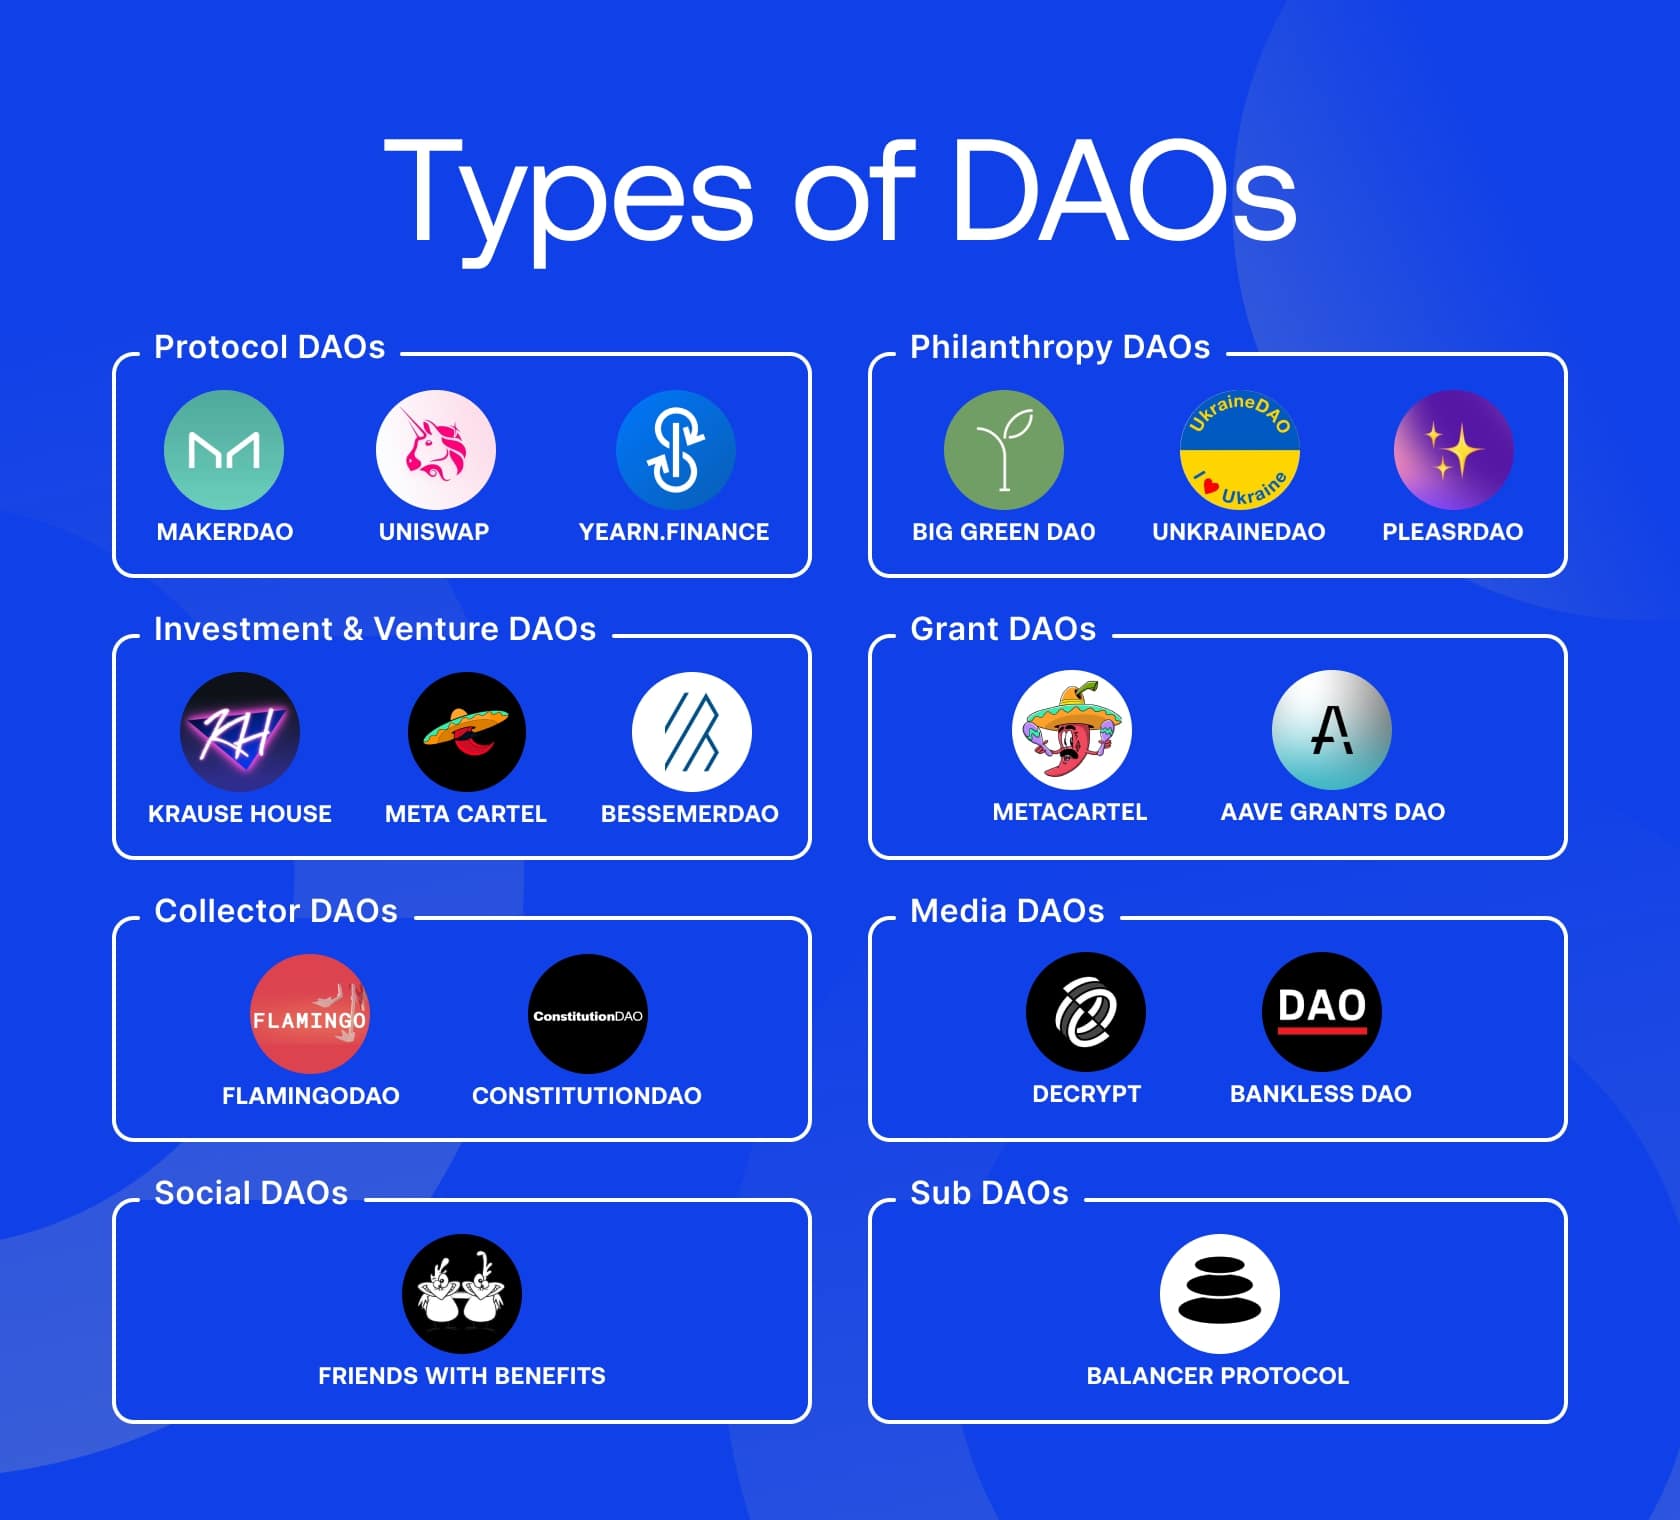 Types of DAOs
Protocol DAOs
MAKERDAO
UNISWAP
YEARN.FINANCE
Philanthropy DAOs
UkraineDAO
I ❤ Ukraine
BIG GREEN DAO
UNKRAINEDAO
PLEASRDAO
Investment & Venture DAOs
KH
KRAUSE HOUSE
META CARTEL
BESSEMERDAO
Grant DAOs
METACARTEL
AAVE GRANTS DAO
Collector DAOs
FLAMINGO
ConstitutionDAO
FLAMINGODAO
CONSTITUTIONDAO
Media DAOs
DAO
DECRYPT
BANKLESS DAO
Social DAOs
FRIENDS WITH BENEFITS
Sub DAOs
BALANCER PROTOCOL